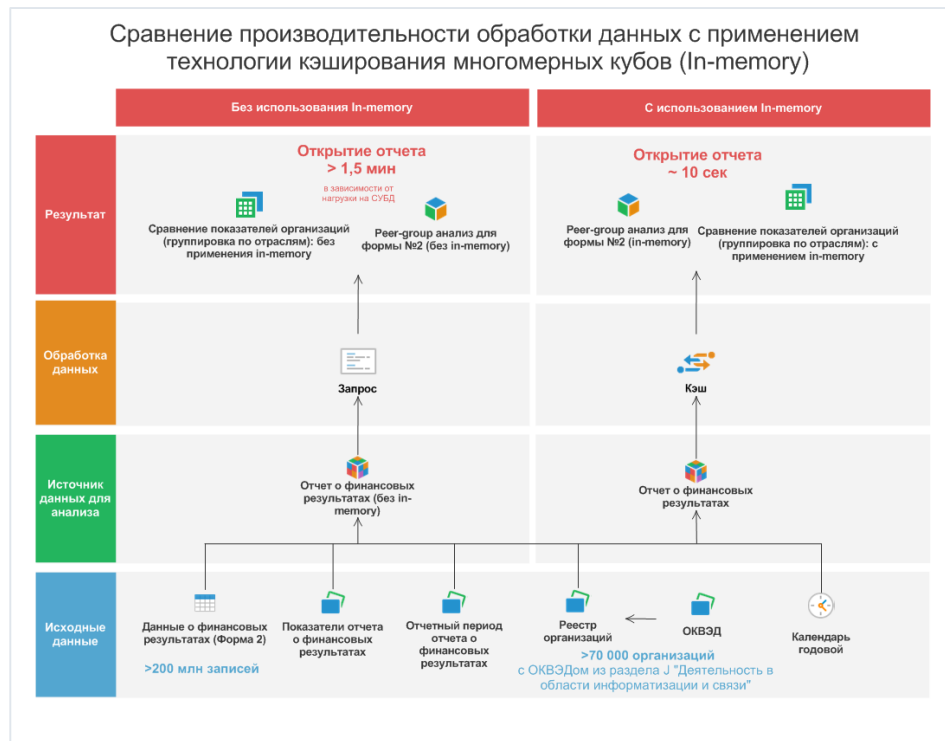 Сравнение производительности обработки данных с применением
технологии кэширования многомерных кубов (In-memory)
Без использования In-memory
С использованием In-memory
Результат
Открытие отчета
> 1,5 мин
в зависимости от
нагрузки на СУБД
Сравнение показателей организаций
(группировка по отраслям): без
применения in-memory
Peer-group анализ для
формы №2 (без in-memory)
Открытие отчета
~ 10 сек
Peer-group анализ для
формы №2 (in-memory)
Сравнение показателей организаций
(группировка по отраслям): с
применением in-memory
Обработка
данных
Запрос
Кэш
Источник
данных для
анализа
Отчет о финансовых
результатах (без in-
memory)
Отчет о финансовых
результатах
Исходные
данные
Данные о финансовых
результатах (Форма 2)
>200 млн записей
Показатели отчета
о финансовых
результатах
Отчетный период
отчета о
финансовых
результатах
Реестр
организаций
ОКВЭД
>70 000 организаций
с ОКВЭДом из раздела J "Деятельность в
области информатизации и связи"
Календарь
годовой